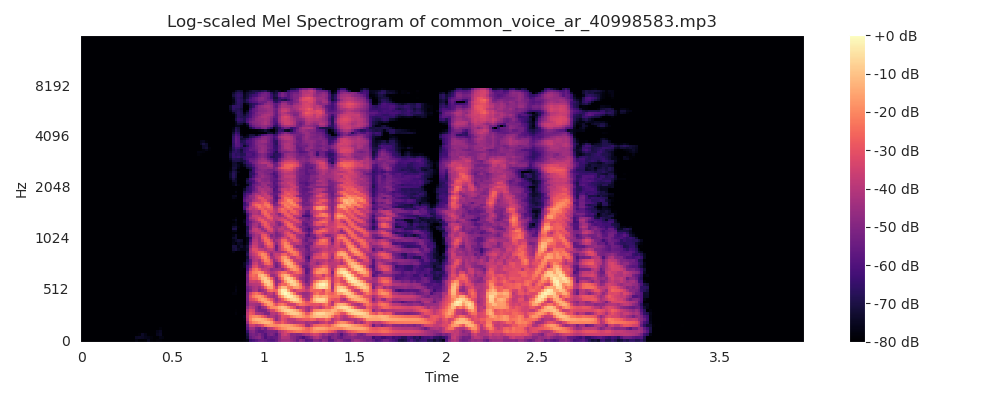 Log-scaled Mel Spectrogram of common_voice_ar_40998583.mp3
8192
4096
2048
1024
512
0
Hz
0 0.5 1 1.5 2 2.5 3 3.5
Time
+0 dB
-10 dB
-20 dB
-30 dB
-40 dB
-50 dB
-60 dB
-70 dB
-80 dB